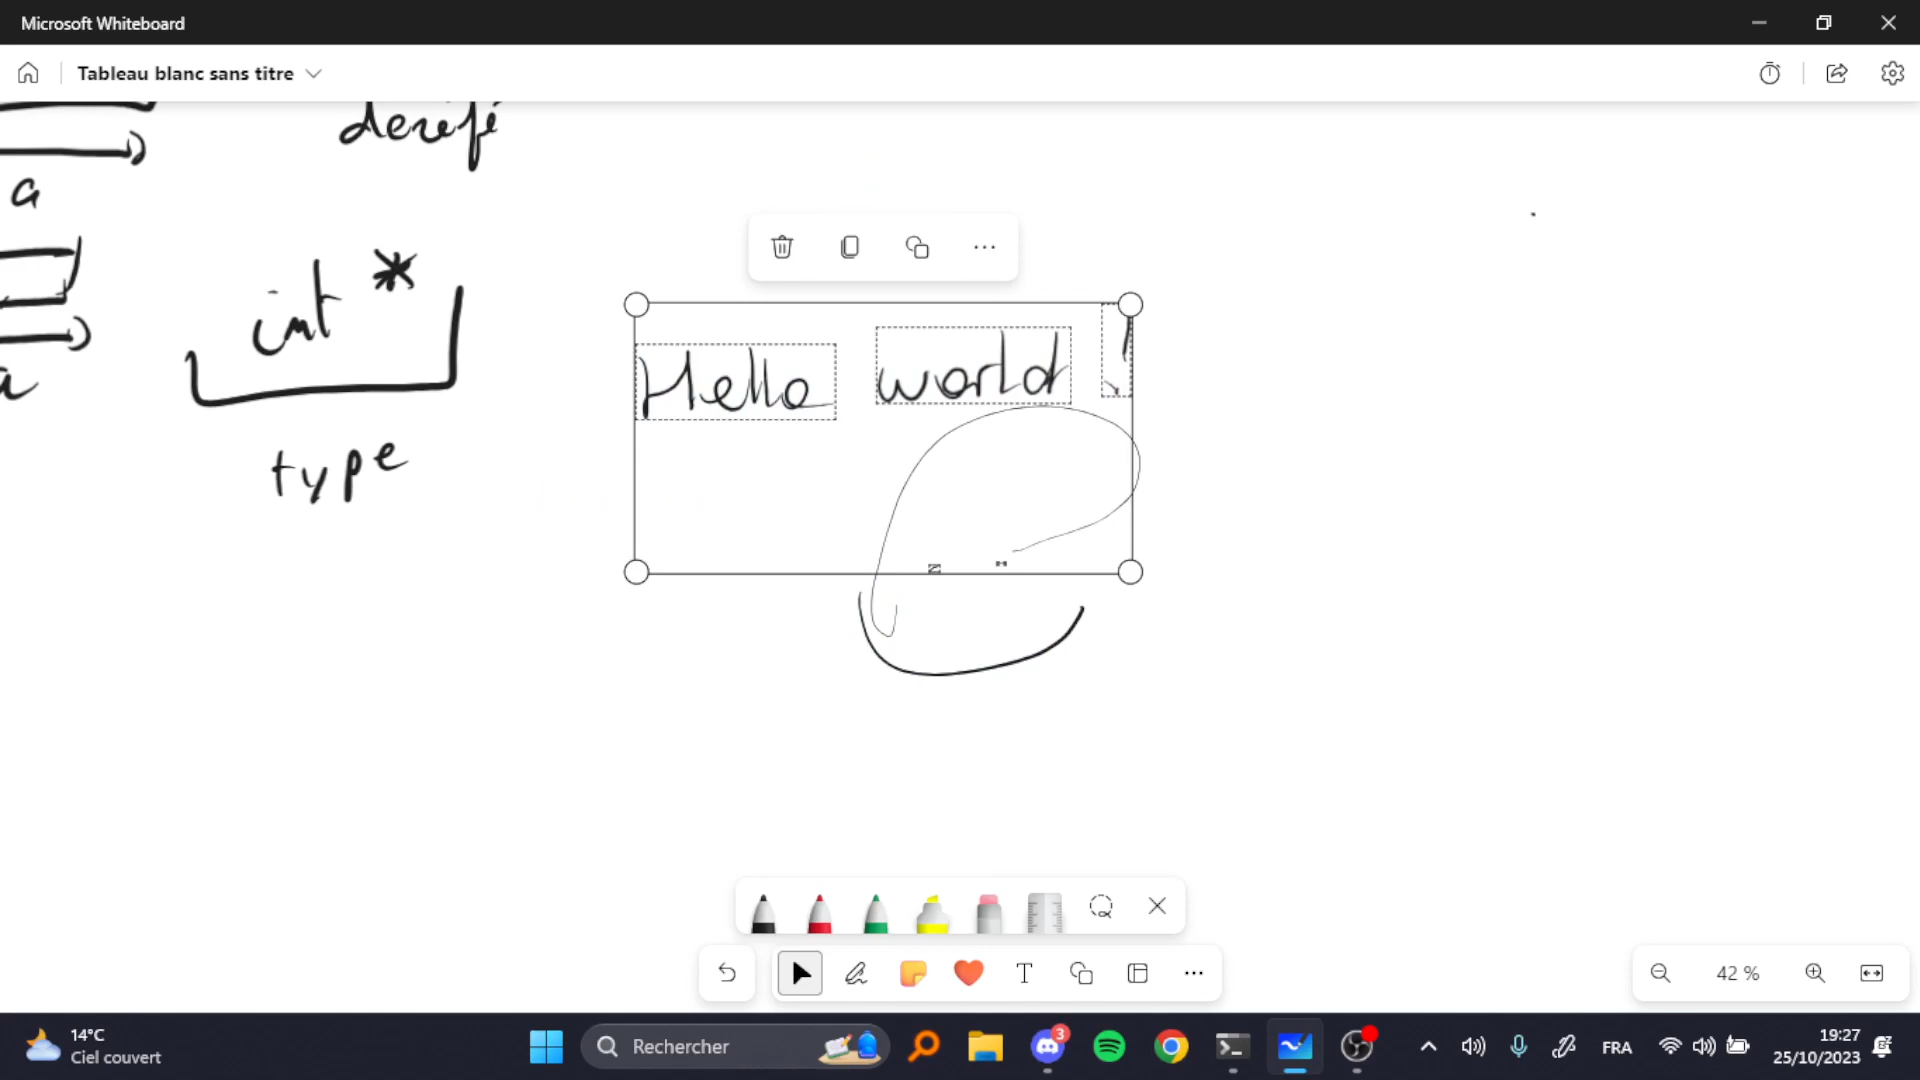 Microsoft Whiteboard
Tableau blanc sans titre
a
int *
type
Hello world !
42 %
14°C
Ciel couvert
Rechercher
3
FRA
19:27
25/10/2023